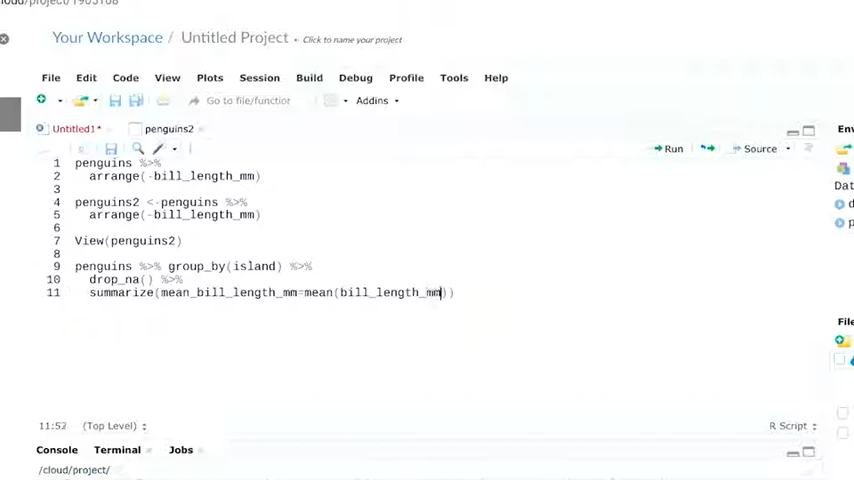 Your Workspace / Untitled Project ← Click to name your project
File Edit Code View Plots Session Build Debug Profile Tools Help
Go to file/function Addins
Untitled1* penguins2
Env
Run Source
1 penguins %>%
2 arrange(-bill_length_mm)
3
4 penguins2 <-penguins %>%
5 arrange(-bill_length_mm)
6
7 View(penguins2)
8
9 penguins %>% group_by(island) %>%
10 drop_na() %>%
11 summarize(mean_bill_length_mm=mean(bill_length_mm))
Dat
d
p
File
11:52 (Top Level) R Script
Console Terminal Jobs
/cloud/project/